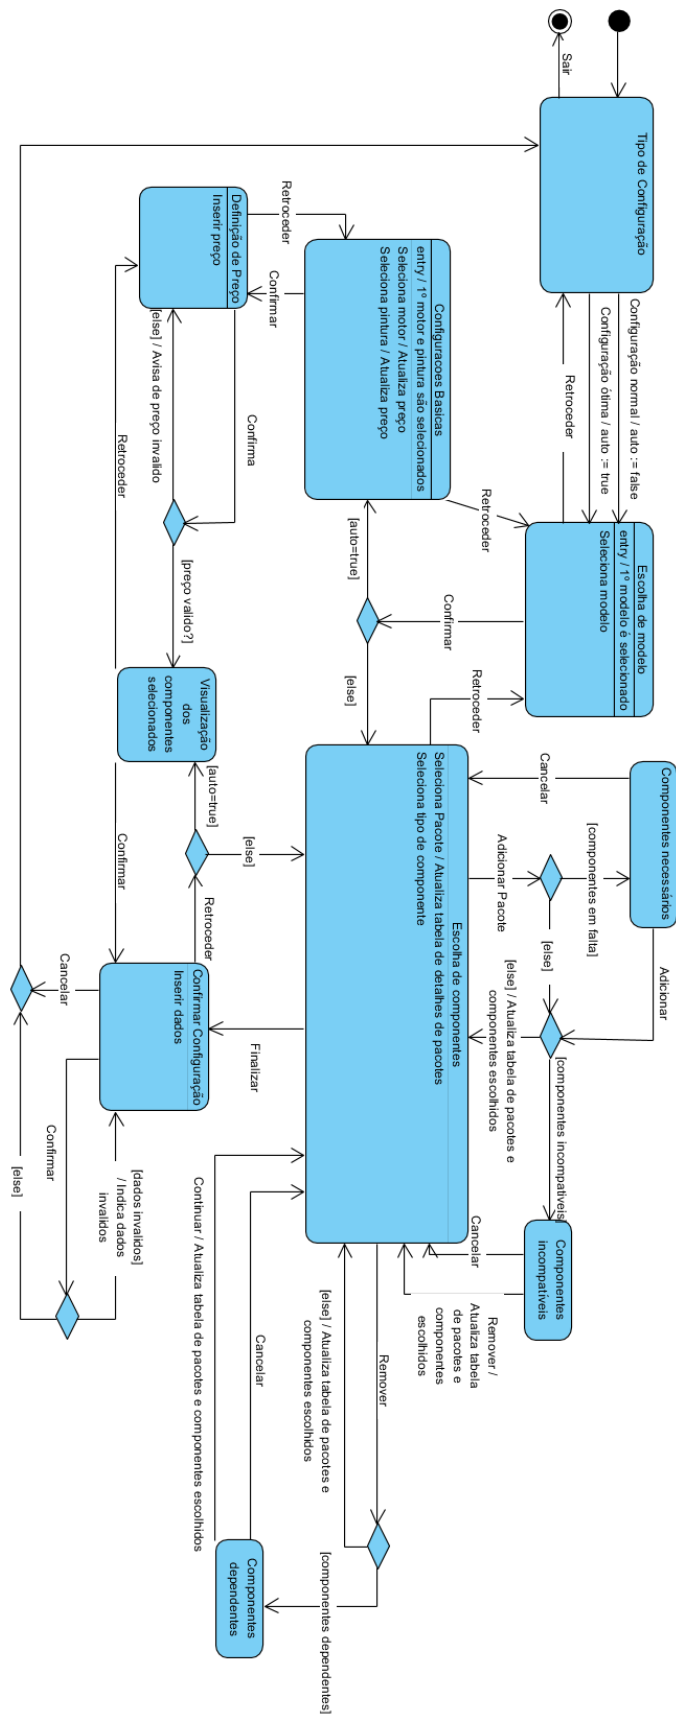 Sair
Tipo de Configuração
Configuração normal / auto := false
Configuração ótima / auto := true
Retroceder
Escolha de modelo
entry / 1º modelo é selecionado
Seleciona modelo
Retroceder
Confirmar
Retroceder
Configuracoes Basicas
entry / 1º motor e pintura são selecionados
Seleciona motor / Atualiza preço
Seleciona pintura / Atualiza preço
[auto=true]
[else]
Retroceder
Confirmar
Definição de Preço
Inserir preço
Confirma
[else] / Avisa de preço invalido
[preço valido?]
Visualização
dos
componentes
selecionados
Retroceder
Confirmar
[auto=true]
[else]
Retroceder
Componentes necessários
Cancelar
Adicionar
[componentes em falta]
Adicionar Pacote
[else]
[else] / Atualiza tabela de pacotes e
componentes escolhidos
[componentes incompatíveis]
Escolha de componentes
Seleciona Pacote / Atualiza tabela de detalhes de pacotes
Seleciona tipo de componente
Componentes
incompatíveis
Cancelar
Remover /
Atualiza tabela
de pacotes e
componentes
escolhidos
Finalizar
Confirmar Configuração
Inserir dados
Cancelar
Confirmar
[dados invalidos]
/ Indica dados
invalidos
[else]
Remover
[else] / Atualiza tabela de pacotes e
componentes escolhidos
[componentes dependentes]
Cancelar
Continuar / Atualiza tabela de pacotes e componentes escolhidos
Componentes
dependentes